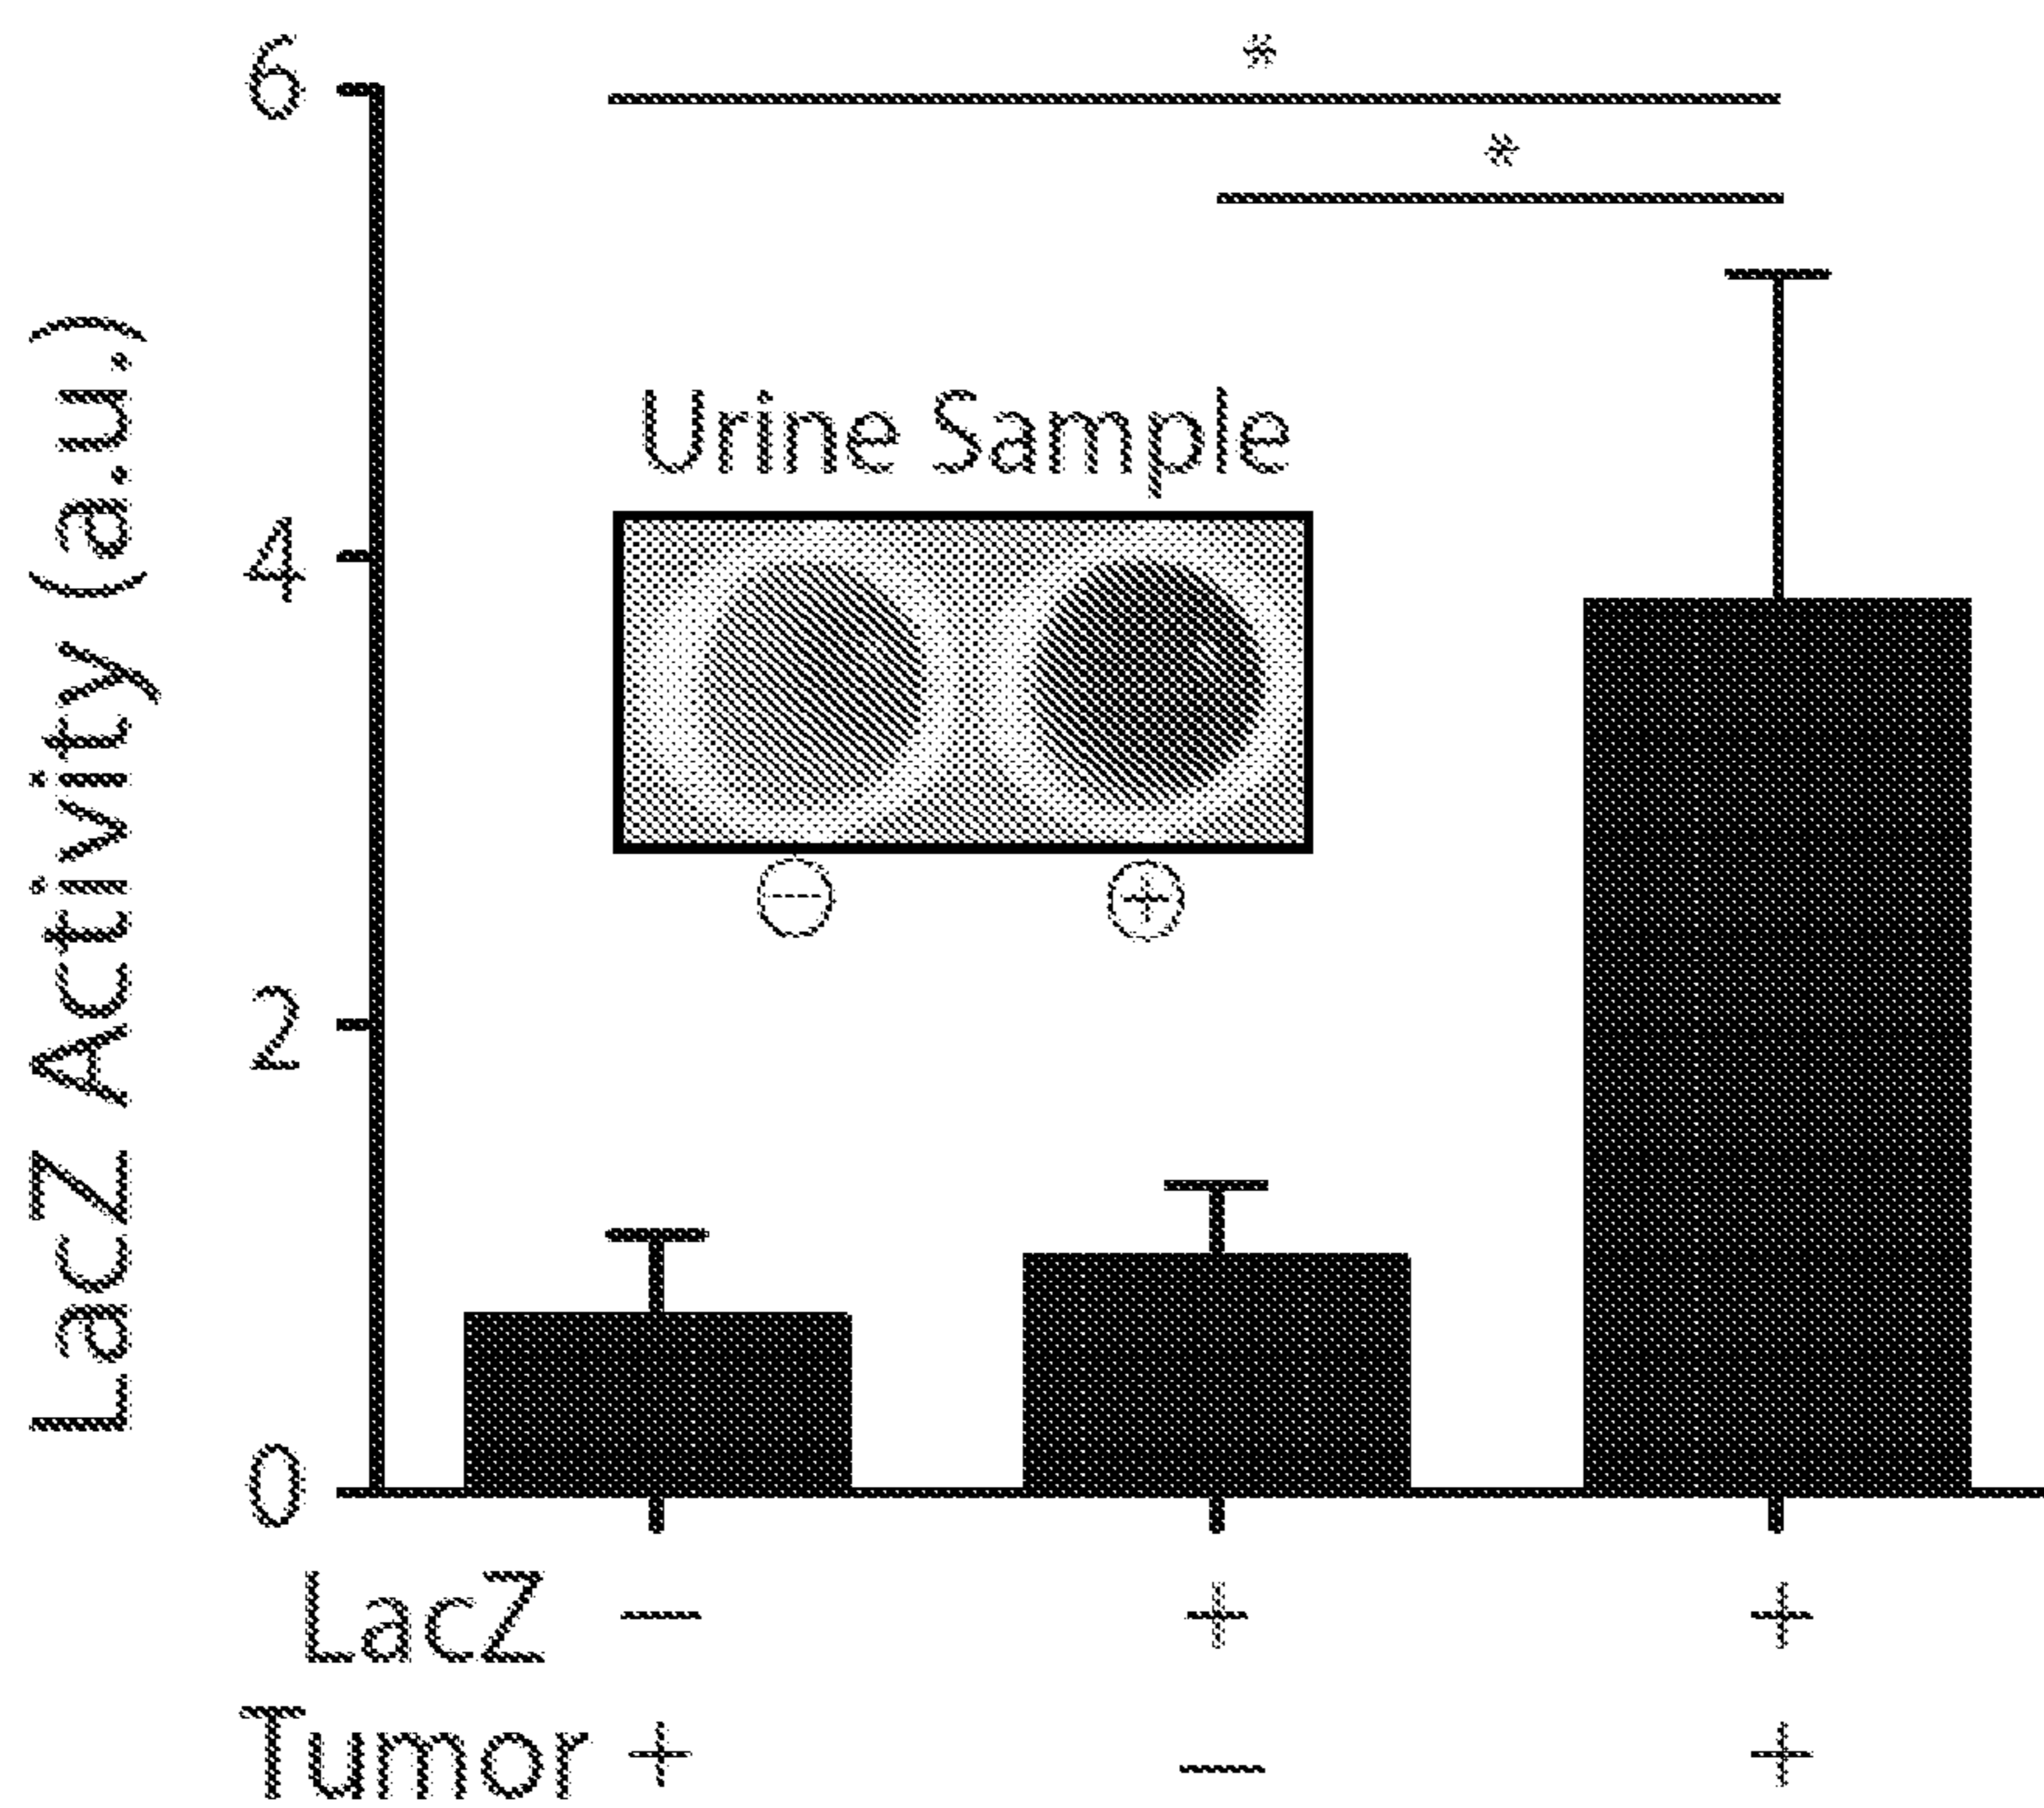 *
*
6
4
2
0
LacZ Activity (a.u.)
Urine Sample
⊖ ⊕
LacZ — + +
Tumor + — +